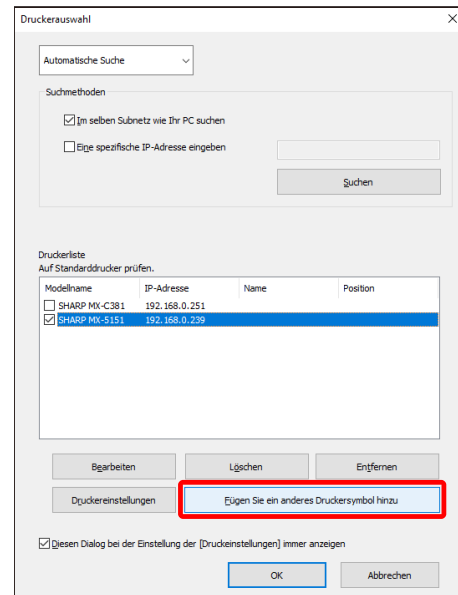 Druckerauswahl
Automatische Suche
Suchmethoden
Im selben Subnetz wie Ihr PC suchen
Eine spezifische IP-Adresse eingeben
Suchen
Druckerliste
Auf Standarddrucker prüfen.
Modellname IP-Adresse Name Position
SHARP MX-C381 192.168.0.251
SHARP MX-5151 192.168.0.239
Bearbeiten Löschen Entfernen
Druckereinstellungen Fügen Sie ein anderes Druckersymbol hinzu
Diesen Dialog bei der Einstellung der [Druckeinstellungen] immer anzeigen
OK Abbrechen